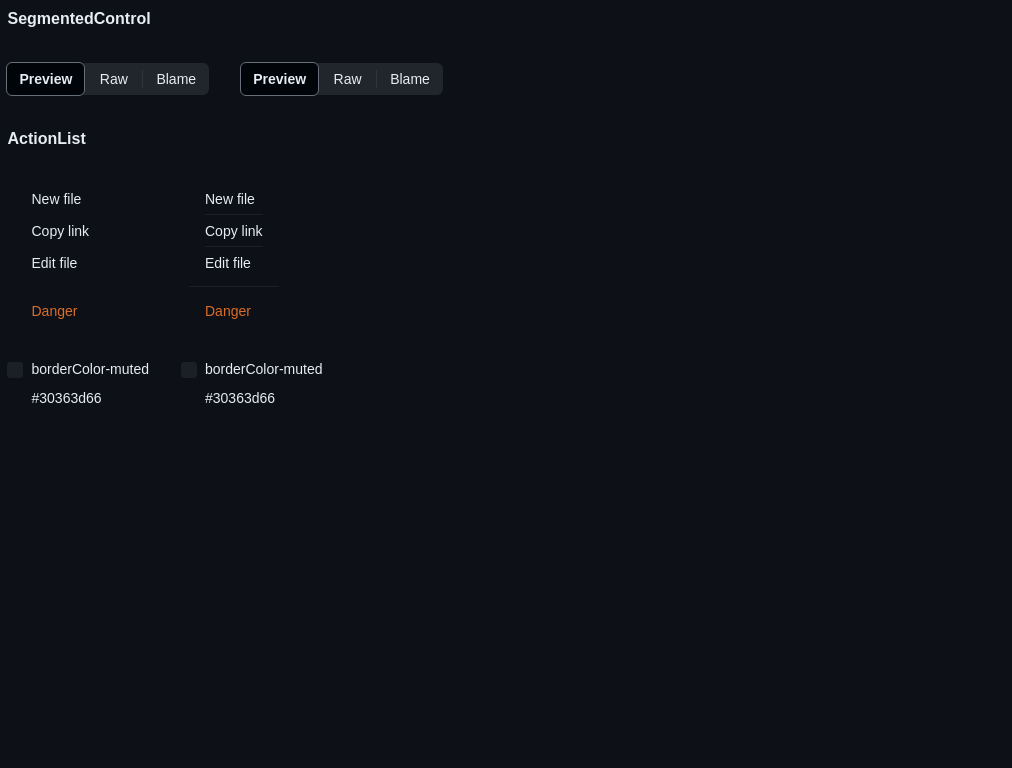 SegmentedControl
Preview Raw Blame Preview Raw Blame
ActionList
New file New file
Copy link Copy link
Edit file Edit file
Danger Danger
borderColor-muted borderColor-muted
#30363d66 #30363d66